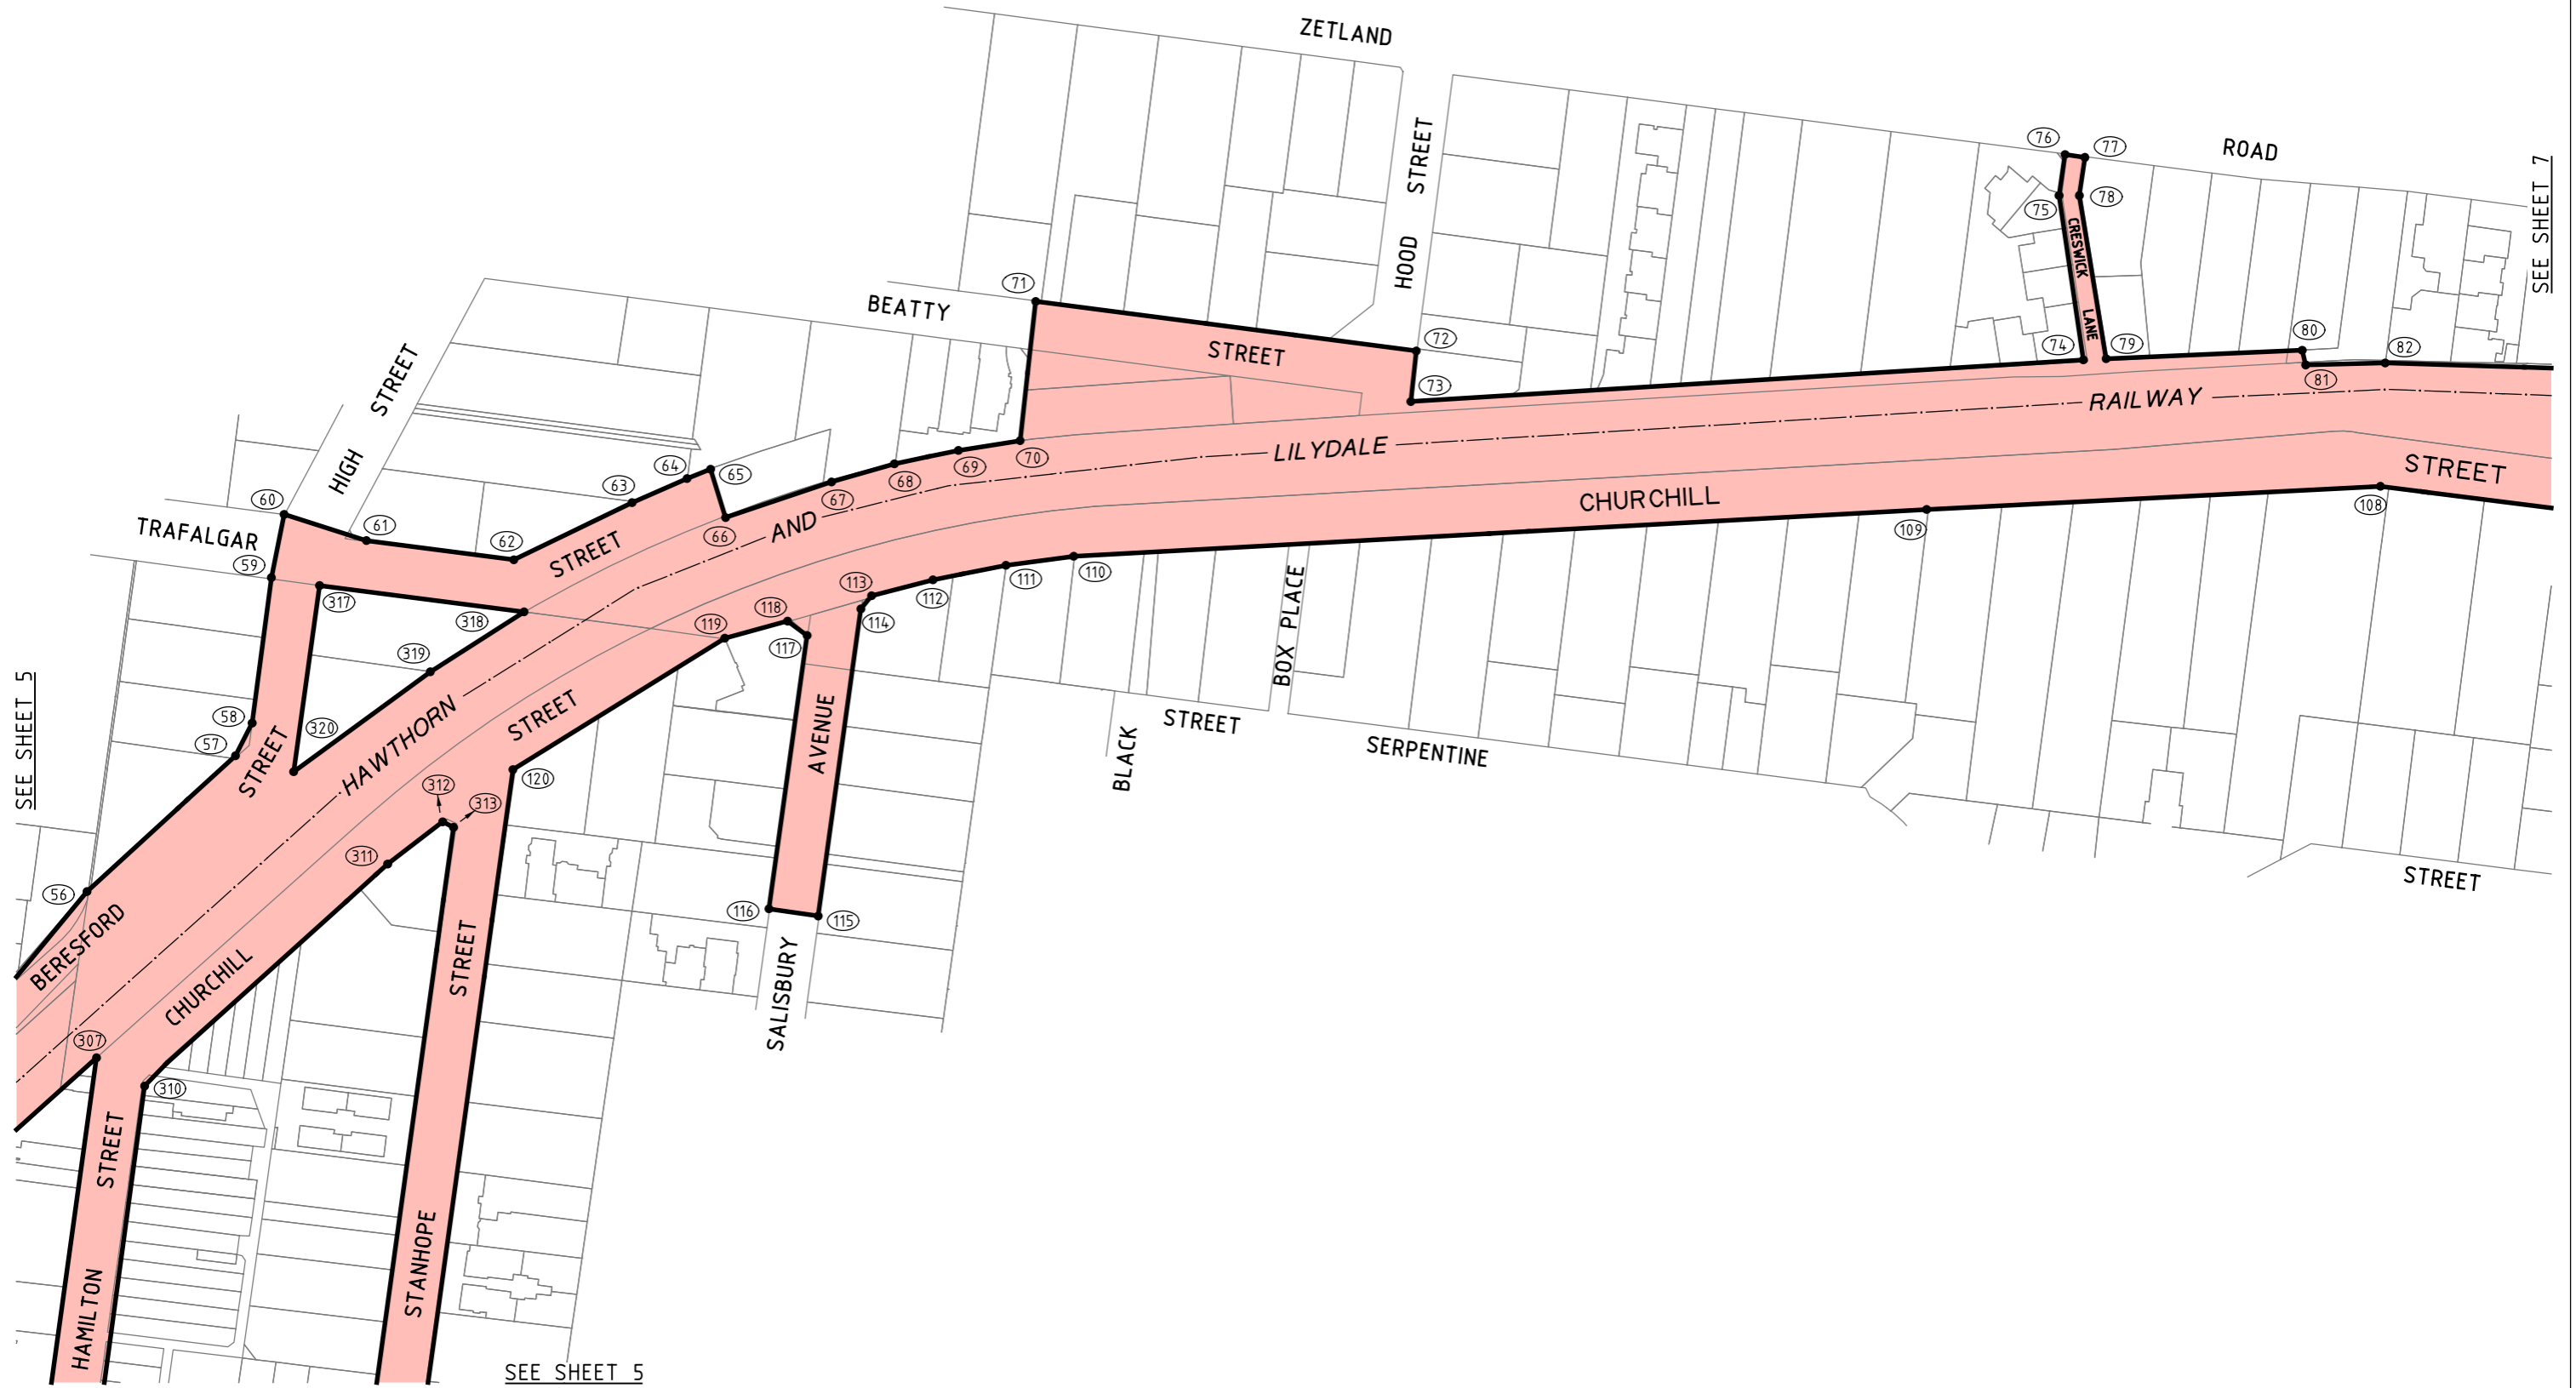 ZETLAND
ROAD
SEE SHEET 7
HOOD STREET
76
77
75
78
CRESWICK LANE
74
79
80
81
82
71
BEATTY
STREET
72
73
HIGH STREET
60
61
62
63
64
65
66
67
68
69
70
TRAFALGAR
STREET
59
317
318
319
320
58
57
STREET
SEE SHEET 5
56
BERESFORD
HAWTHORN
AND
LILYDALE
RAILWAY
CHURCHILL
STREET
CHURCHILL
STREET
108
109
110
111
112
113
114
118
117
119
120
312
313
311
307
310
116
115
AVENUE
SALISBURY
BOX PLACE
BLACK
STREET
SERPENTINE
STREET
STREET
HAMILTON
STREET
STANHOPE
SEE SHEET 5